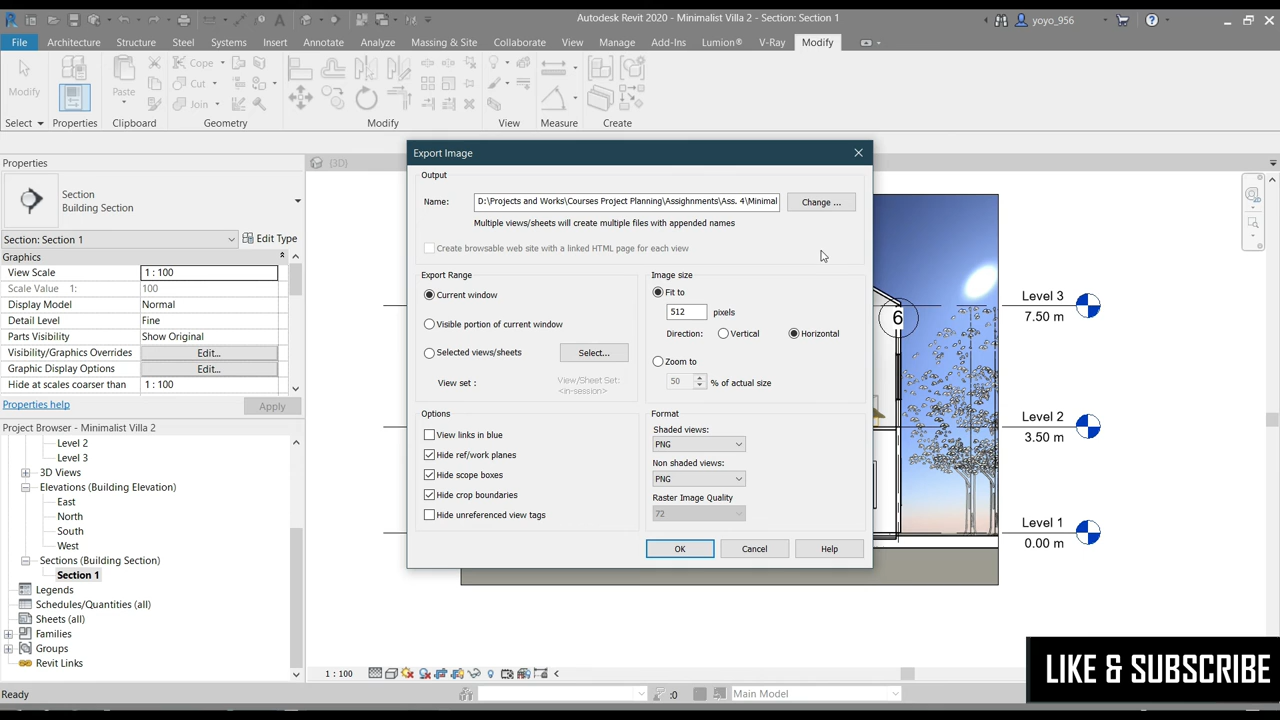 Autodesk Revit 2020 - Minimalist Villa 2 - Section: Section 1
yoyo_956
File Architecture Structure Steel Systems Insert Annotate Analyze Massing & Site Collaborate View Manage Add-Ins Lumion® V-Ray Modify
Modify
Properties
Paste
Cope
Cut
Join
Select Properties Clipboard Geometry Modify View Measure Create
Properties
Section
Building Section
Section: Section 1
Edit Type
Graphics
View Scale 1 : 100
Scale Value 1: 100
Display Model Normal
Detail Level Fine
Parts Visibility Show Original
Visibility/Graphics Overrides Edit...
Graphic Display Options Edit...
Hide at scales coarser than 1 : 100
Properties help
Apply
Project Browser - Minimalist Villa 2
Level 2
Level 3
3D Views
Elevations (Building Elevation)
East
North
South
West
Sections (Building Section)
Section 1
Legends
Schedules/Quantities (all)
Sheets (all)
Families
Groups
Revit Links
Ready
{3D}
Export Image
Output
Name: D:\Projects and Works\Courses Project Planning\Assighnments\Ass. 4\Minimal
Change ...
Multiple views/sheets will create multiple files with appended names
Create browsable web site with a linked HTML page for each view
Export Range
Current window
Visible portion of current window
Selected views/sheets
Select...
View set :
View/Sheet Set:
<in-session>
Image size
Fit to
512 pixels
Direction: Vertical Horizontal
Zoom to
50 % of actual size
Options
View links in blue
Hide ref/work planes
Hide scope boxes
Hide crop boundaries
Hide unreferenced view tags
Format
Shaded views:
PNG
Non shaded views:
PNG
Raster Image Quality
72
OK Cancel Help
6
Level 3
7.50 m
Level 2
3.50 m
Level 1
0.00 m
1 : 100
:0
Main Model
LIKE & SUBSCRIBE